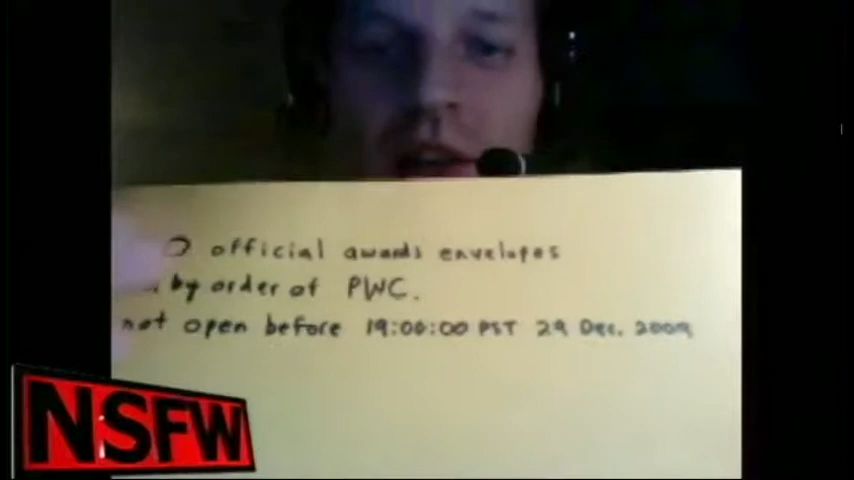 official awards envelopes
by order of PWC.
not open before 19:00:00 PST 29 Dec. 2009
NSFW